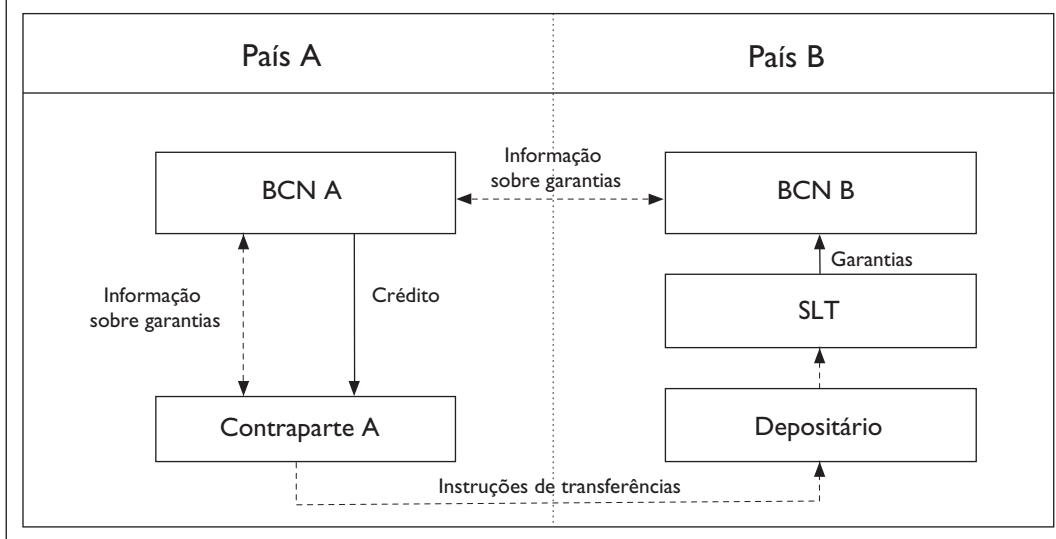 País A
País B
BCN A
Informação
sobre garantias
BCN B
Garantias
Informação
sobre garantias
Crédito
SLT
Contraparte A
Depositário
Instruções de transferências